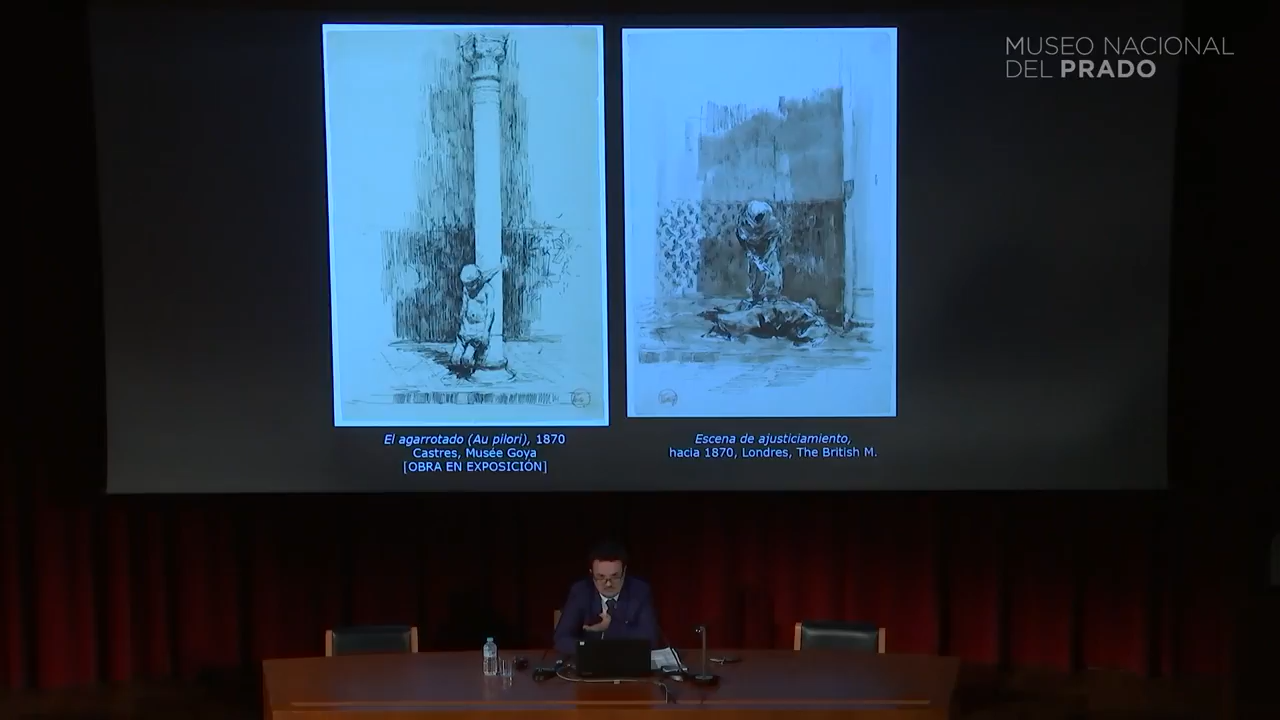 MUSEO NACIONAL
DEL PRADO
El agarrotado (Au pilori), 1870
Castres, Musée Goya
[OBRA EN EXPOSICIÓN]
Escena de ajusticiamiento,
hacia 1870, Londres, The British M.